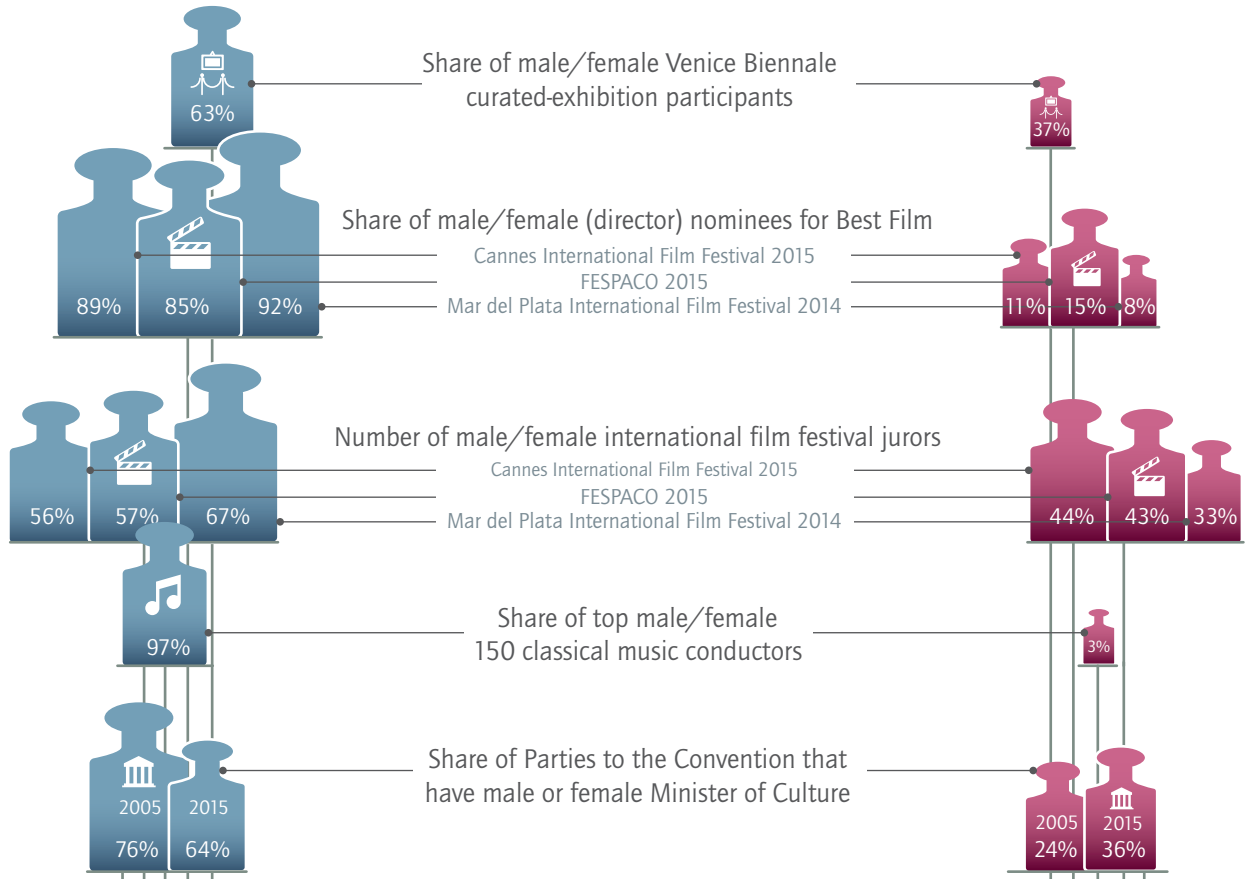 Share of male/female Venice Biennale
curated-exhibition participants
63%
37%
Share of male/female (director) nominees for Best Film
Cannes International Film Festival 2015
FESPACO 2015
Mar del Plata International Film Festival 2014
89%
85%
92%
11%
15%
8%
Number of male/female international film festival jurors
Cannes International Film Festival 2015
FESPACO 2015
Mar del Plata International Film Festival 2014
56%
57%
67%
44%
43%
33%
Share of top male/female
150 classical music conductors
97%
3%
Share of Parties to the Convention that
have male or female Minister of Culture
2005
76%
2015
64%
2005
24%
2015
36%